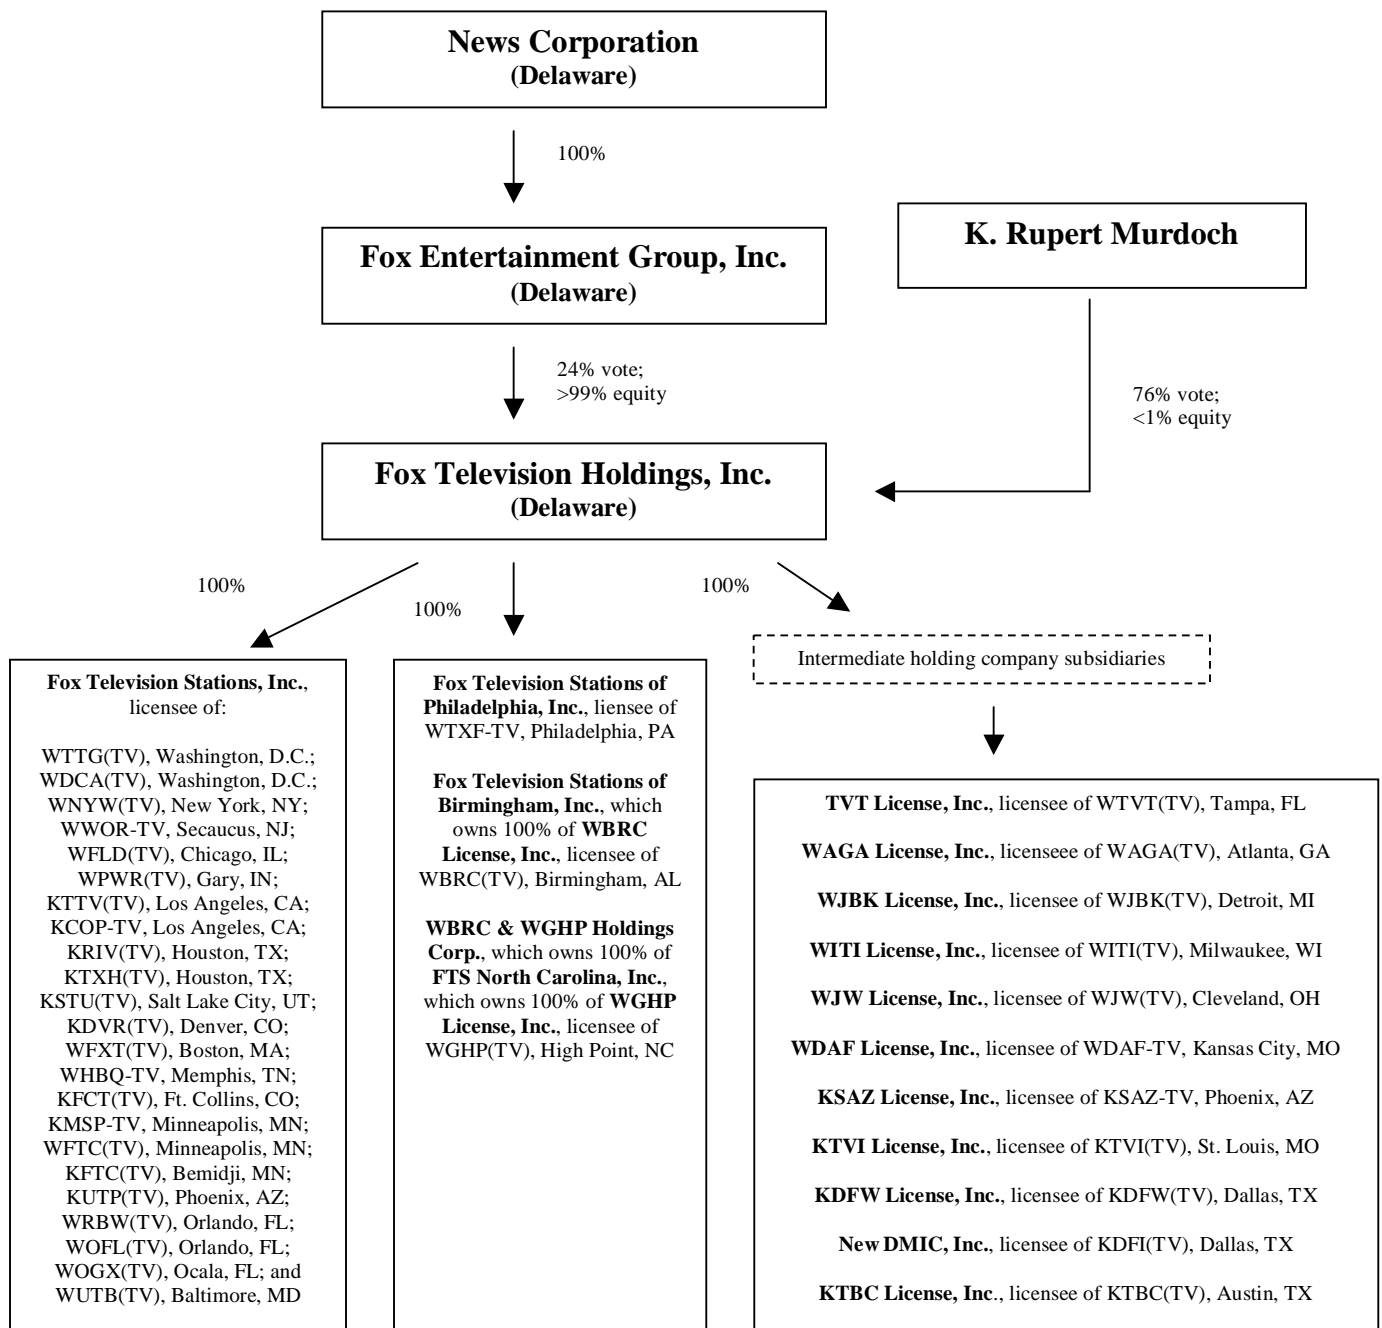 News Corporation
(Delaware)
100%
Fox Entertainment Group, Inc.
(Delaware)
K. Rupert Murdoch
24% vote;
>99% equity
76% vote;
<1% equity
Fox Television Holdings, Inc.
(Delaware)
100%
100%
100%
Intermediate holding company subsidiaries
Fox Television Stations, Inc.,
licensee of:
WTTG(TV), Washington, D.C.;
WDCA(TV), Washington, D.C.;
WNYW(TV), New York, NY;
WWOR-TV, Secaucus, NJ;
WFLD(TV), Chicago, IL;
WPWR(TV), Gary, IN;
KTTV(TV), Los Angeles, CA;
KCOP-TV, Los Angeles, CA;
KRIV(TV), Houston, TX;
KTXH(TV), Houston, TX;
KSTU(TV), Salt Lake City, UT;
KDVR(TV), Denver, CO;
WFXT(TV), Boston, MA;
WHBQ-TV, Memphis, TN;
KFCT(TV), Ft. Collins, CO;
KMSP-TV, Minneapolis, MN;
WFTC(TV), Minneapolis, MN;
KFTC(TV), Bemidji, MN;
KUTP(TV), Phoenix, AZ;
WRBW(TV), Orlando, FL;
WOFL(TV), Orlando, FL;
WOGX(TV), Ocala, FL; and
WUTB(TV), Baltimore, MD
Fox Television Stations of
Philadelphia, Inc., liensee of
WTXF-TV, Philadelphia, PA
Fox Television Stations of
Birmingham, Inc., which
owns 100% of WBRC
License, Inc., licensee of
WBRC(TV), Birmingham, AL
WBRC & WGHP Holdings
Corp., which owns 100% of
FTS North Carolina, Inc.,
which owns 100% of WGHP
License, Inc., licensee of
WGHP(TV), High Point, NC
TVT License, Inc., licensee of WTVT(TV), Tampa, FL
WAGA License, Inc., licenseee of WAGA(TV), Atlanta, GA
WJBK License, Inc., licensee of WJBK(TV), Detroit, MI
WITI License, Inc., licensee of WITI(TV), Milwaukee, WI
WJW License, Inc., licensee of WJW(TV), Cleveland, OH
WDAF License, Inc., licensee of WDAF-TV, Kansas City, MO
KSAZ License, Inc., licensee of KSAZ-TV, Phoenix, AZ
KTVI License, Inc., licensee of KTVI(TV), St. Louis, MO
KDFW License, Inc., licensee of KDFW(TV), Dallas, TX
New DMIC, Inc., licensee of KDFI(TV), Dallas, TX
KTBC License, Inc., licensee of KTBC(TV), Austin, TX